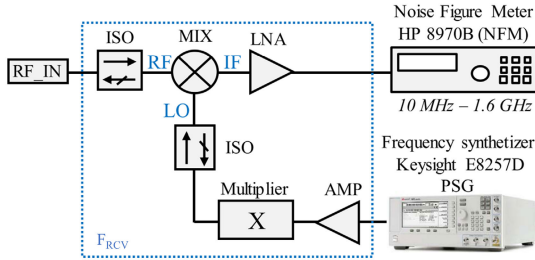 Noise Figure Meter
HP 8970B (NFM)
ISO
MIX
LNA
RF_IN
RF
IF
10 MHz – 1.6 GHz
LO
ISO
Frequency synthetizer
Keysight E8257D
PSG
Multiplier
AMP
X
F_RCV